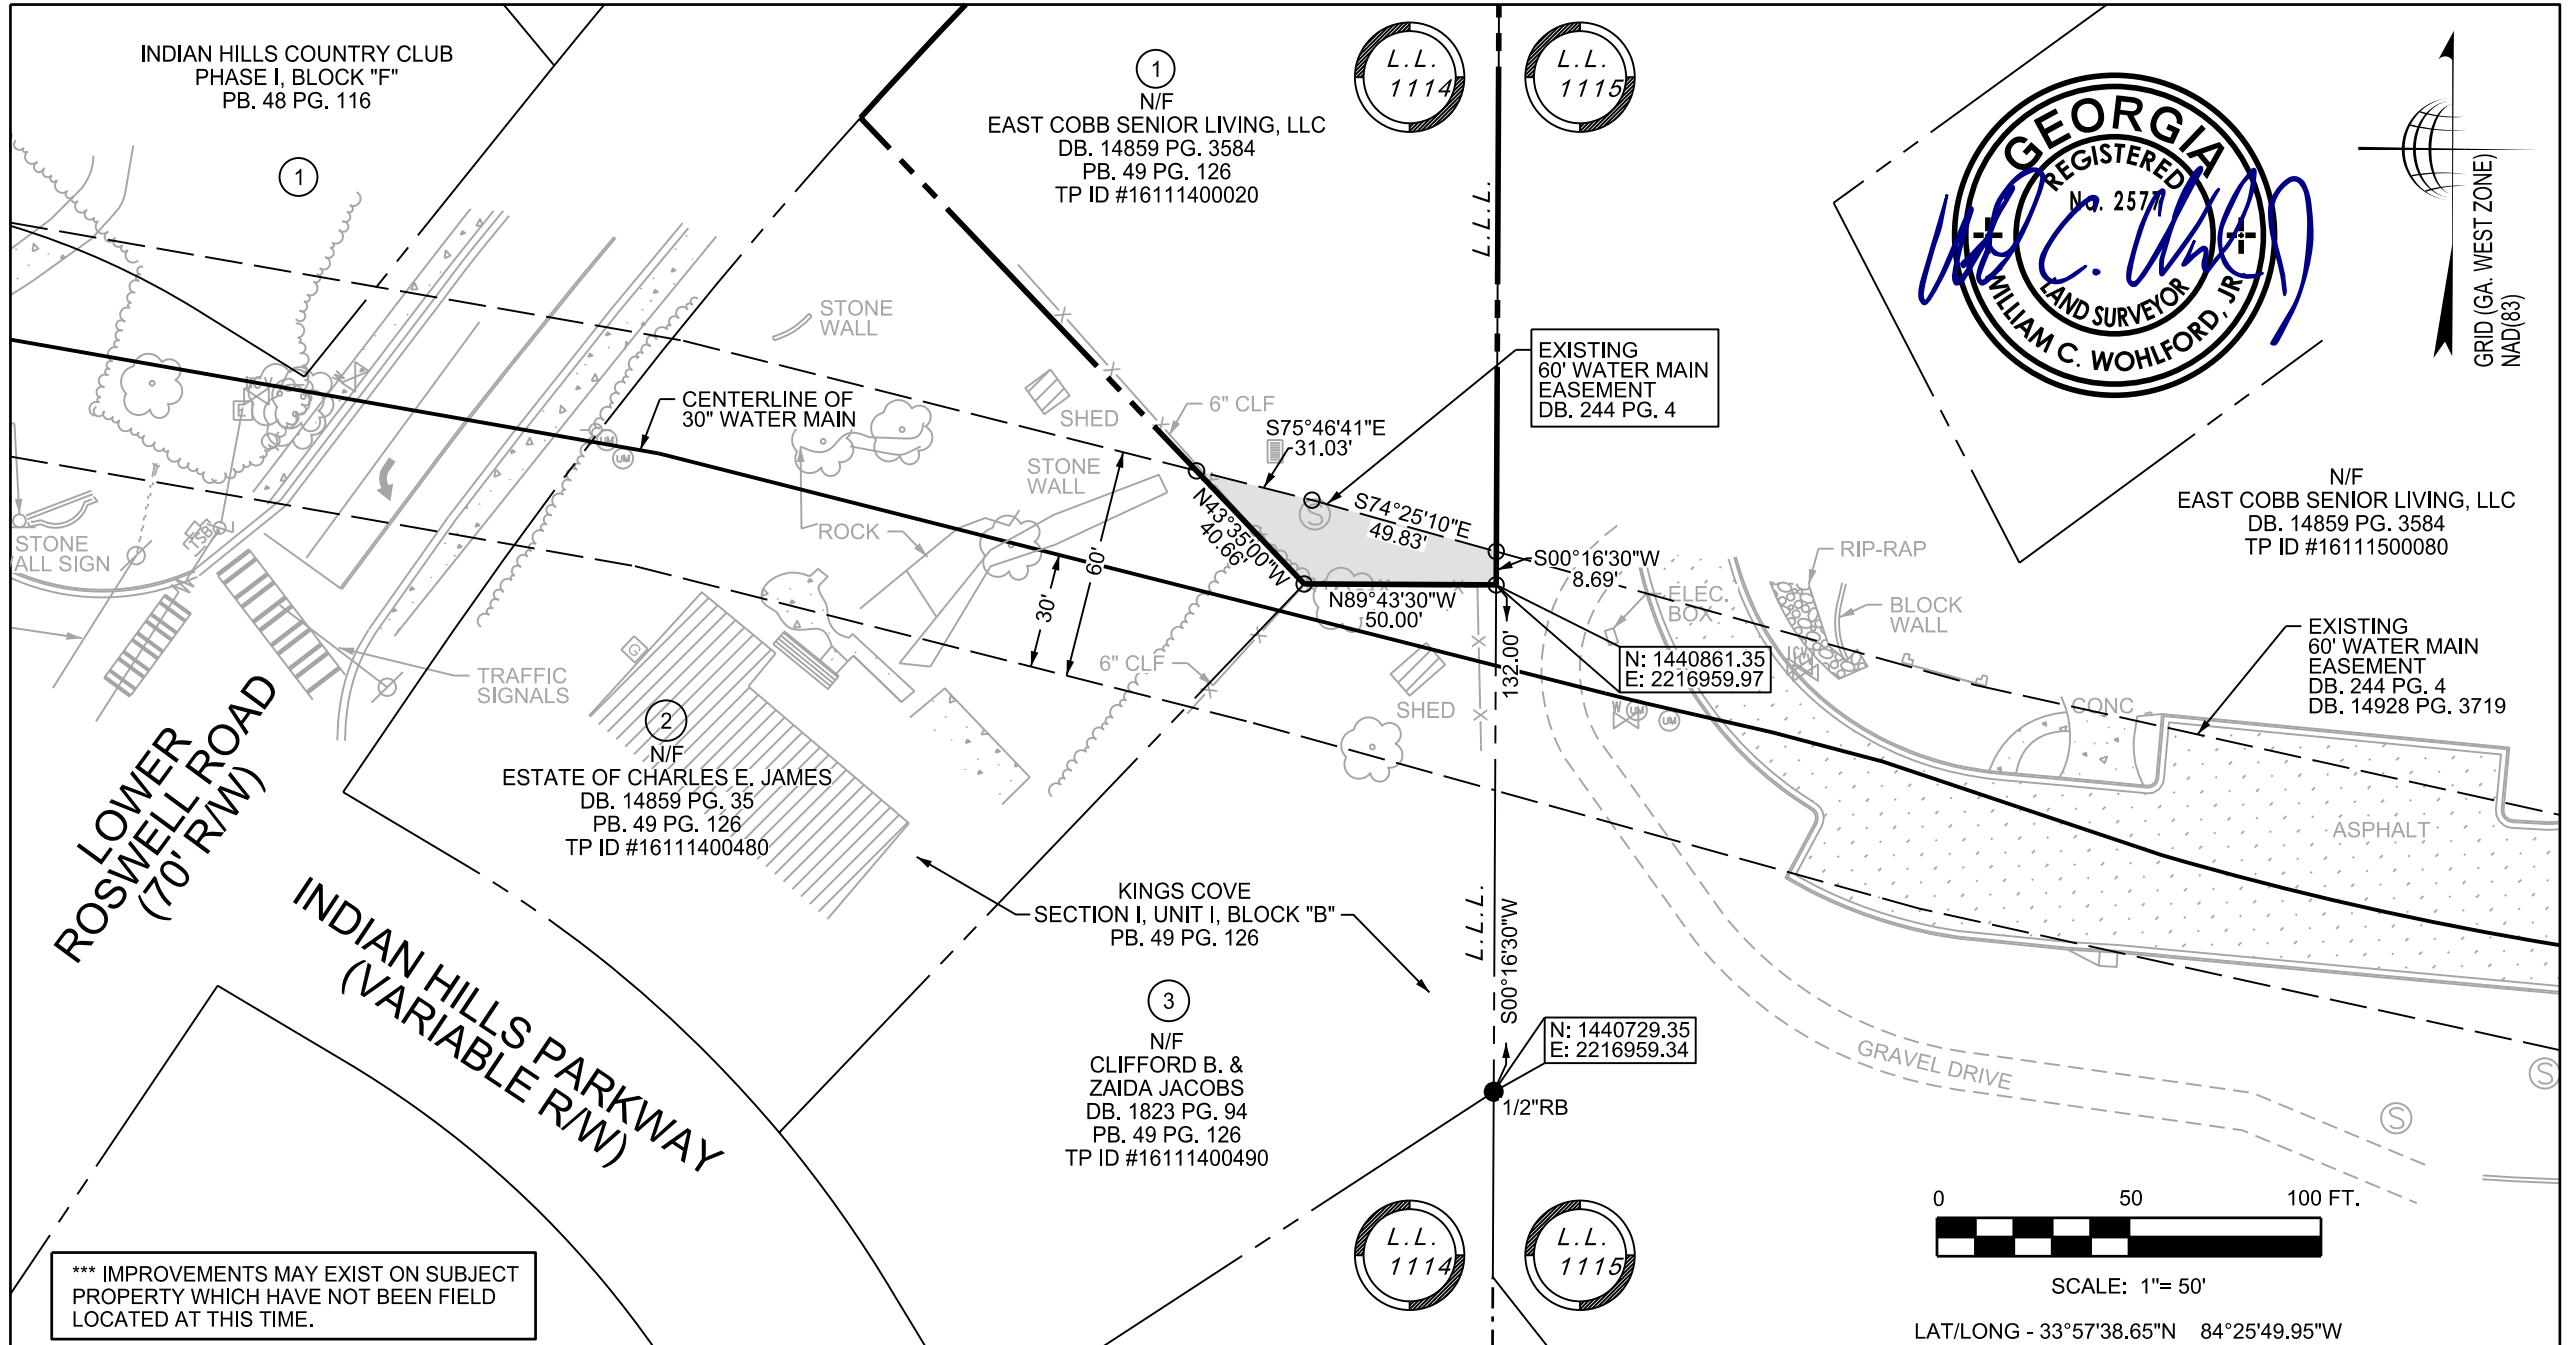 INDIAN HILLS COUNTRY CLUB
PHASE I, BLOCK "F"
PB. 48 PG. 116
1
1
N/F
EAST COBB SENIOR LIVING, LLC
DB. 14859 PG. 3584
PB. 49 PG. 126
TP ID #16111400020
L.L.
1114
L.L.
1115
L.L.L.
GEORGIA
REGISTERED
No. 2577
LAND SURVEYOR
WILLIAM C. WOHLFORD, JR.
GRID (GA. WEST ZONE)
NAD(83)
STONE
WALL
CENTERLINE OF
30" WATER MAIN
SHED
6" CLF
S75°46'41"E
31.03'
EXISTING
60' WATER MAIN
EASEMENT
DB. 244 PG. 4
STONE
WALL
ROCK
N43°35'00"W
40.66'
S74°25'10"E
49.83'
S
S00°16'30"W
8.69'
N89°43'30"W
50.00'
60'
30'
132.00'
N: 1440861.35
E: 2216959.97
N/F
EAST COBB SENIOR LIVING, LLC
DB. 14859 PG. 3584
TP ID #16111500080
RIP-RAP
ELEC.
BOX
BLOCK
WALL
EXISTING
60' WATER MAIN
EASEMENT
DB. 244 PG. 4
DB. 14928 PG. 3719
STONE
ALL SIGN
TSB
E
UM
UM
G
TRAFFIC
SIGNALS
6" CLF
SHED
W
UM
UM
CONC
ASPHALT
2
N/F
ESTATE OF CHARLES E. JAMES
DB. 14859 PG. 35
PB. 49 PG. 126
TP ID #16111400480
LOWER
ROSWELL ROAD
(70' R/W)
INDIAN HILLS PARKWAY
(VARIABLE R/W)
KINGS COVE
SECTION I, UNIT I, BLOCK "B"
PB. 49 PG. 126
L.L.L.
S00°16'30"W
3
N/F
CLIFFORD B. &
ZAIDA JACOBS
DB. 1823 PG. 94
PB. 49 PG. 126
TP ID #16111400490
N: 1440729.35
E: 2216959.34
1/2"RB
GRAVEL DRIVE
S
S
L.L.
1114
L.L.
1115
0 50 100 FT.
SCALE: 1"= 50'
LAT/LONG - 33°57'38.65"N 84°25'49.95"W
*** IMPROVEMENTS MAY EXIST ON SUBJECT
PROPERTY WHICH HAVE NOT BEEN FIELD
LOCATED AT THIS TIME.